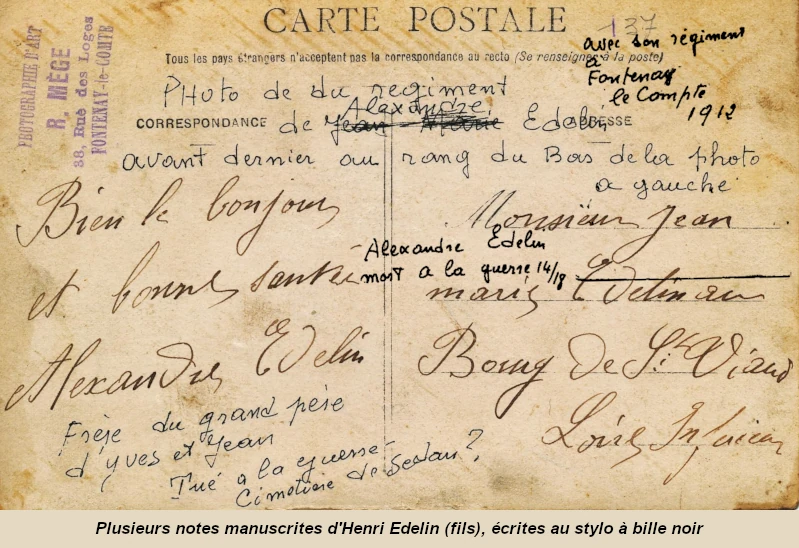 CARTE POSTALE
137
Tous les pays étrangers n'acceptent pas la correspondance au recto (Se renseigner à la poste)
PHOTOGRAPHIE D'ART
R. MÈGE
38, Rue des Loges
FONTENAY-le-COMTE
avec son régiment
à
Fontenay
le Compte
1912
PHoto de du regiment
Alexandre
CORRESPONDANCE
de Jean Marie Edelin
ADRESSE
avant dernier au rang du Bas de la photo
a gauche
Bien le bonjour
et bonne santé
Alexandre Edelin
Alexandre Edelin
mort a la guerre 14/18
Monsieur Jean
marie Edelin au
Bourg de St Viaud
Loire Inférieure
Frère du grand père
d'Yves et Jean
Tué a la guerre
Cimetière de Sedan ?
Plusieurs notes manuscrites d'Henri Edelin (fils), écrites au stylo à bille noir